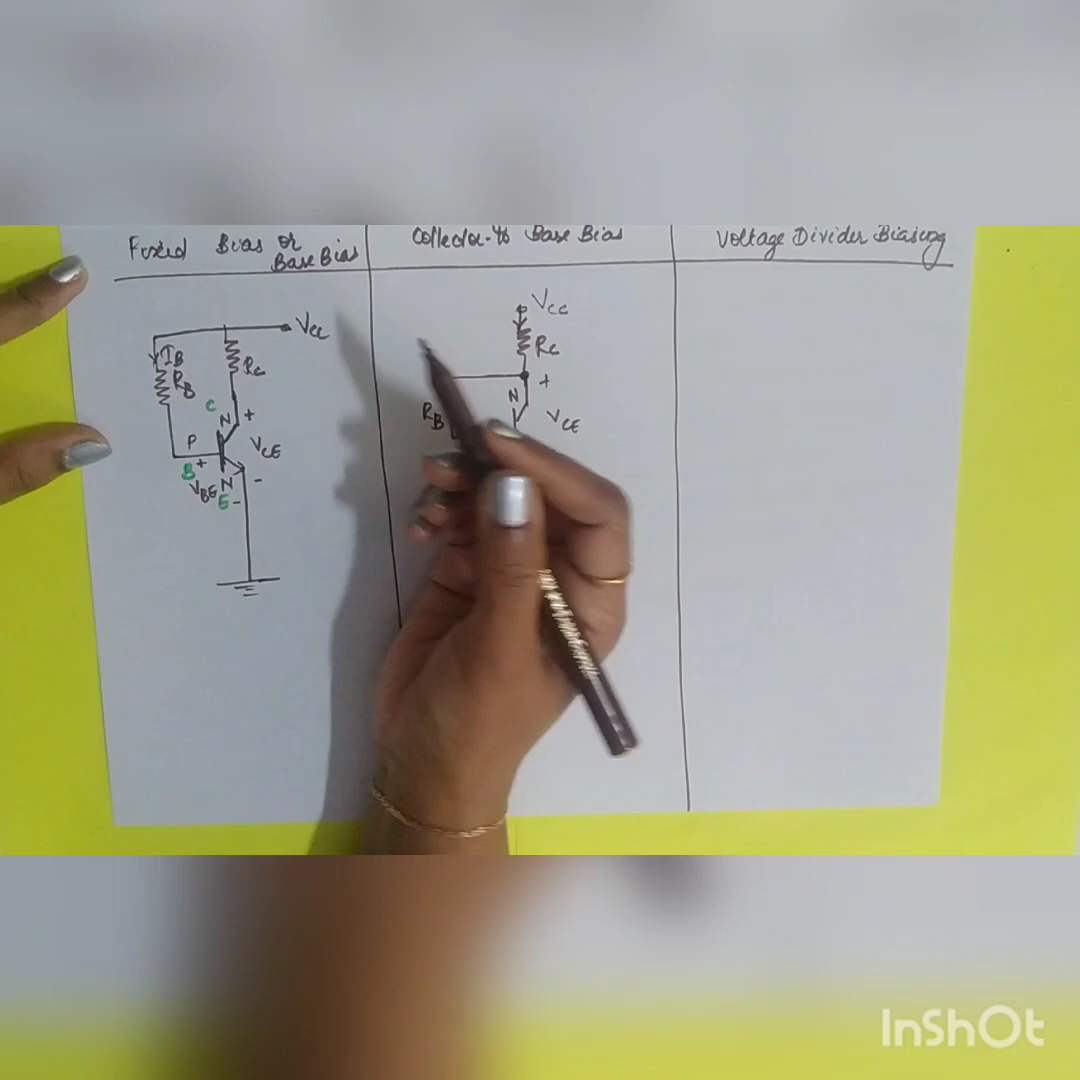 Fixed Bias or
Base Bias
Collector-to Base Bias
Voltage Divider Biasing
VCC
IB
RB
RC
C
N
+
P
VCE
B
+
VBE
N
-
E
-
VCC
RC
+
N
RB
VCE
InShOt